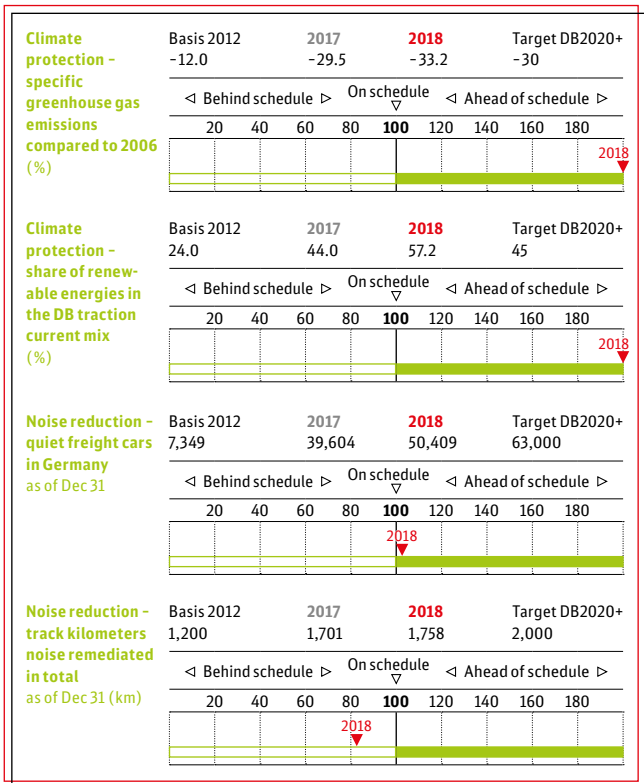 Climate protection – specific greenhouse gas emissions compared to 2006 (%)
Basis 2012 2017 2018 Target DB2020+
–12.0 –29.5 –33.2 –30
◁ Behind schedule ▷ On schedule ▽ ◁ Ahead of schedule ▷
20 40 60 80 100 120 140 160 180
2018
Climate protection – share of renew-able energies in the DB traction current mix (%)
Basis 2012 2017 2018 Target DB2020+
24.0 44.0 57.2 45
◁ Behind schedule ▷ On schedule ▽ ◁ Ahead of schedule ▷
20 40 60 80 100 120 140 160 180
2018
Noise reduction – quiet freight cars in Germany as of Dec 31
Basis 2012 2017 2018 Target DB2020+
7,349 39,604 50,409 63,000
◁ Behind schedule ▷ On schedule ▽ ◁ Ahead of schedule ▷
20 40 60 80 100 120 140 160 180
2018
Noise reduction – track kilometers noise remediated in total as of Dec 31 (km)
Basis 2012 2017 2018 Target DB2020+
1,200 1,701 1,758 2,000
◁ Behind schedule ▷ On schedule ▽ ◁ Ahead of schedule ▷
20 40 60 80 100 120 140 160 180
2018